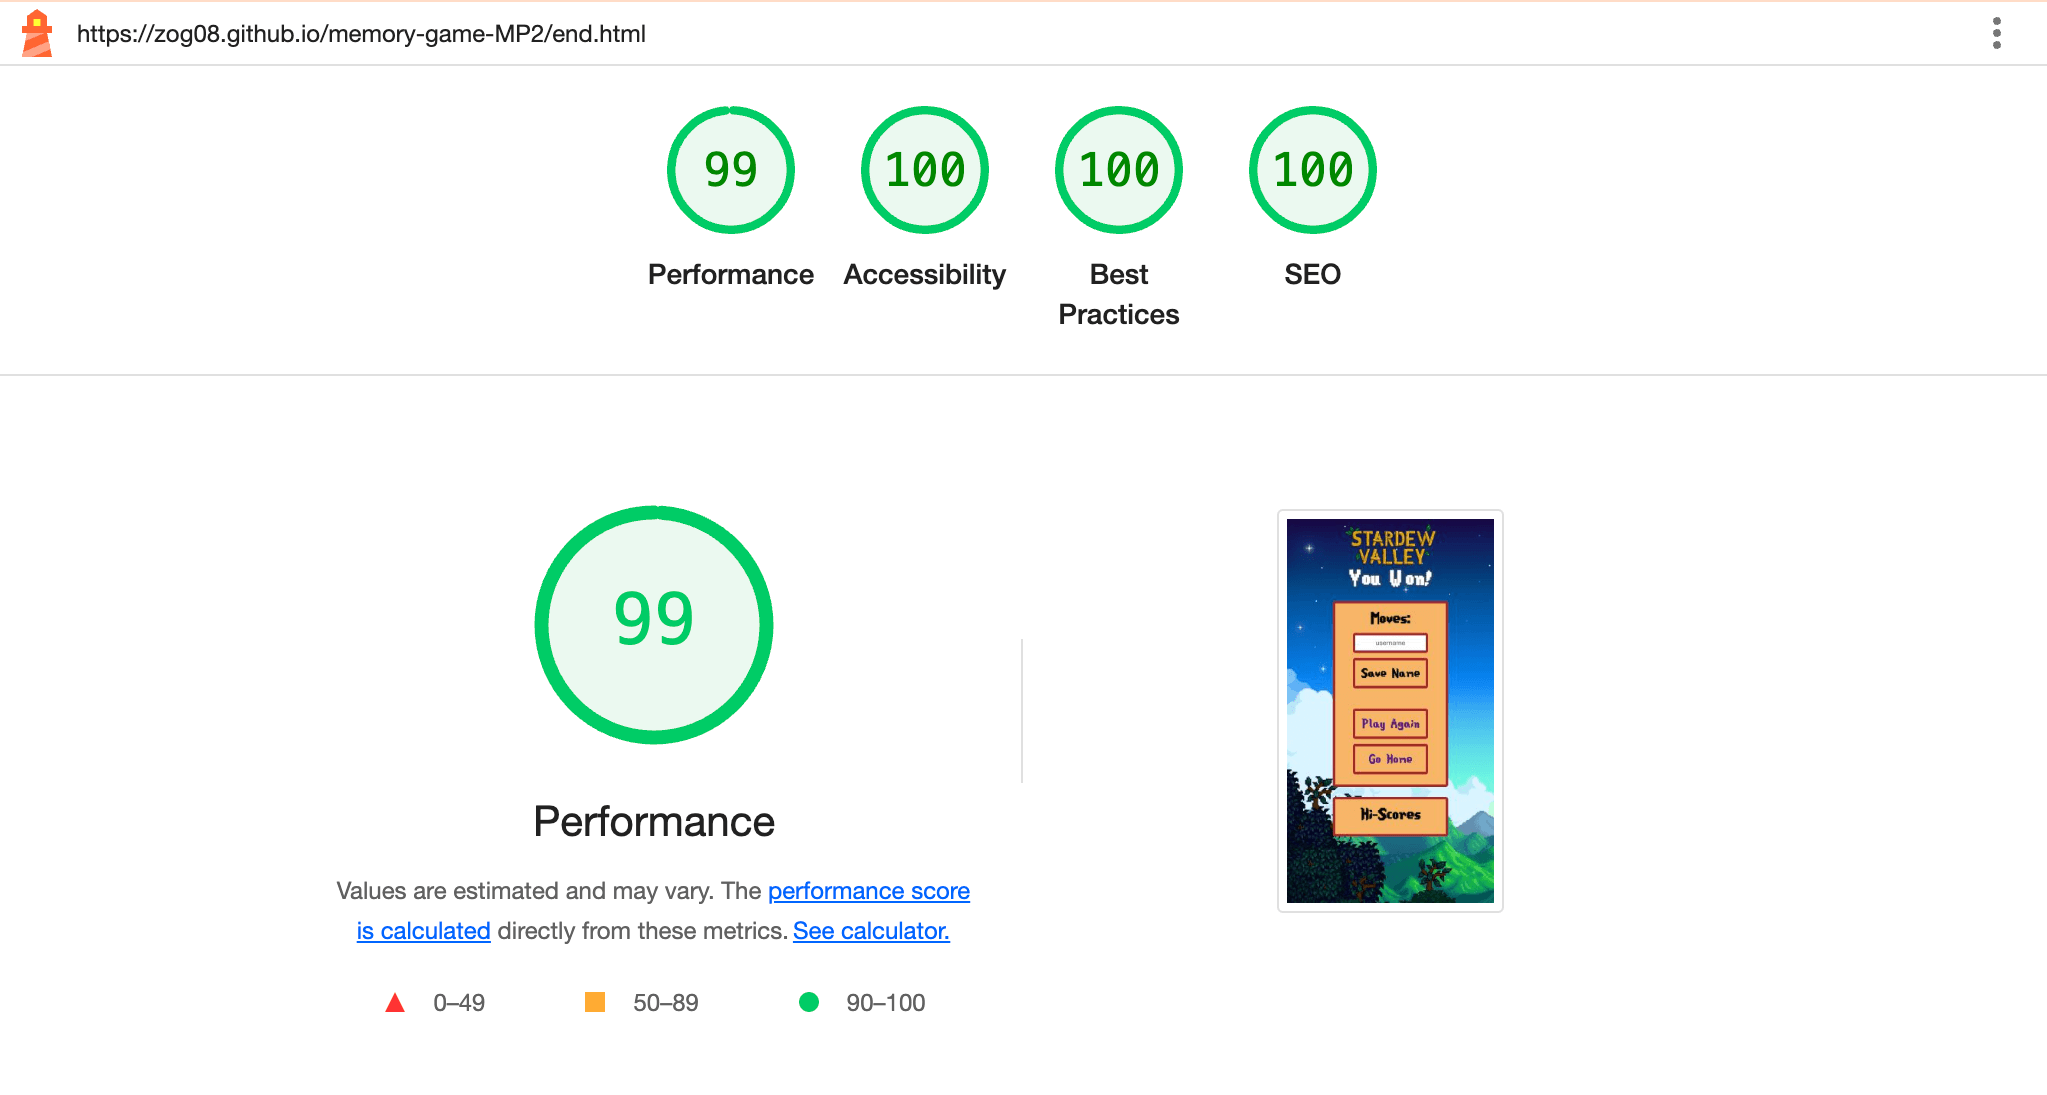 https://zog08.github.io/memory-game-MP2/end.html
99
100
100
100
Performance
Accessibility
Best
Practices
SEO
99
Performance
Values are estimated and may vary. The performance score
is calculated directly from these metrics. See calculator.
0–49
50–89
90–100
STARDEW
VALLEY
You Won!
Moves:
username
Save Name
Play Again
Go Home
Hi-Scores